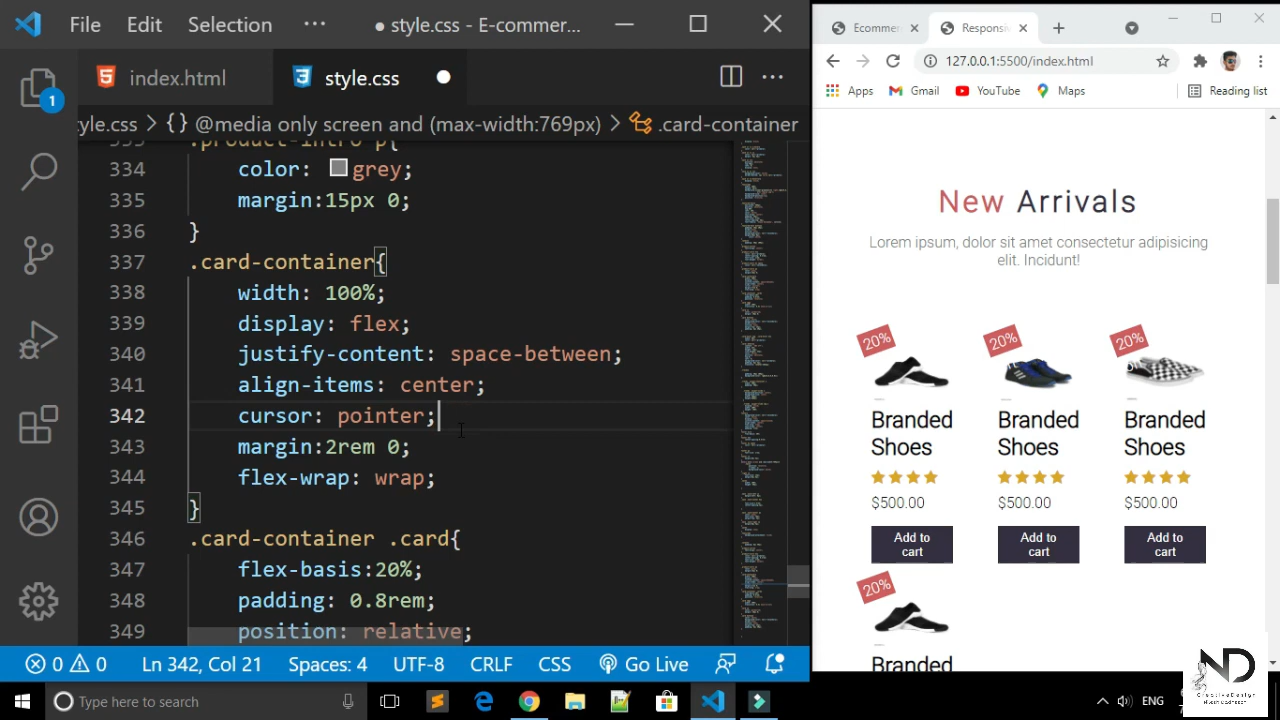 File Edit Selection ··· ● style.css - E-commer...
index.html style.css
tyle.css > {} @media only screen and (max-width:769px) > .card-container
.product-intro p{
334 color: grey;
335 margin:15px 0;
336 }
337 .card-container{
338 width: 100%;
339 display: flex;
340 justify-content: space-between;
341 align-items: center;
342 cursor: pointer;
343 margin:2rem 0;
344 flex-wrap: wrap;
345 }
346 .card-container .card{
347 flex-basis:20%;
348 padding: 0.8rem;
349 position: relative;
0 0 Ln 342, Col 21 Spaces: 4 UTF-8 CRLF CSS Go Live
1
Ecommer Responsi
127.0.0.1:5500/index.html
Apps Gmail YouTube Maps Reading list
New Arrivals
Lorem ipsum, dolor sit amet consectetur adipisicing
elit. Incidunt!
20% 20% 20%
Branded Branded Branded
Shoes Shoes Shoes
$500.00 $500.00 $500.00
Add to Add to Add to
cart cart cart
20%
Branded
ND
Type here to search
ENG